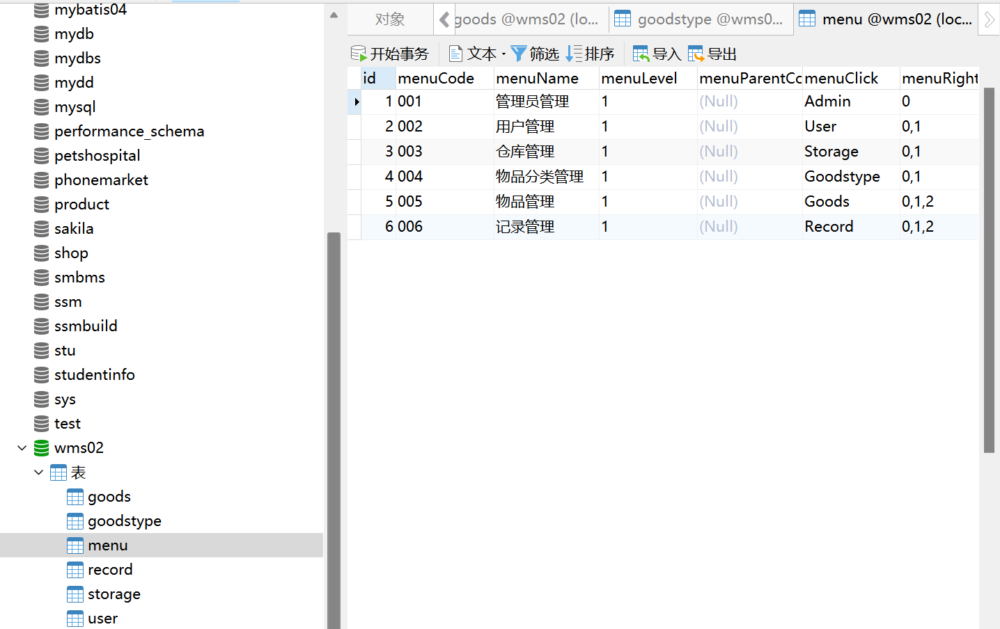 mybatis04
mydb
mydbs
mydd
mysql
performance_schema
petshospital
phonemarket
product
sakila
shop
smbms
ssm
ssmbuild
stu
studentinfo
sys
test
wms02
表
goods
goodstype
menu
record
storage
user
对象 goods @wms02 (lo... goodstype @wms0... menu @wms02 (loc...
开始事务 文本 筛选 排序 导入 导出
id menuCode menuName menuLevel menuParentCo menuClick menuRight
1 001 管理员管理 1 (Null) Admin 0
2 002 用户管理 1 (Null) User 0,1
3 003 仓库管理 1 (Null) Storage 0,1
4 004 物品分类管理 1 (Null) Goodstype 0,1
5 005 物品管理 1 (Null) Goods 0,1,2
6 006 记录管理 1 (Null) Record 0,1,2